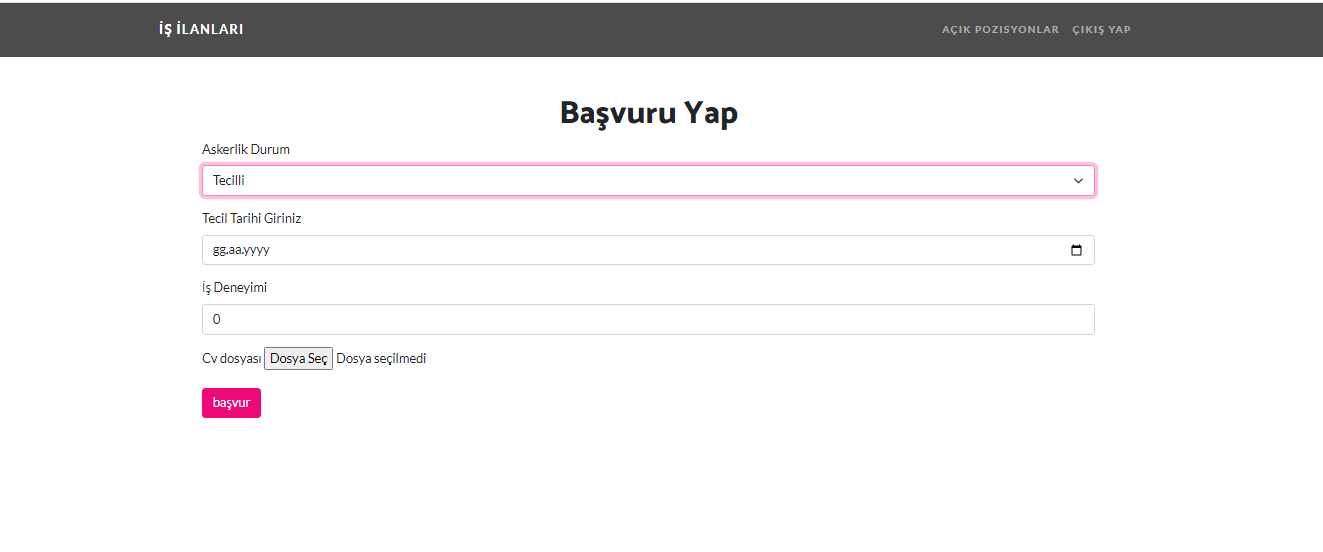 İŞ İLANLARI AÇIK POZISYONLAR ÇIKIŞ YAP
Başvuru Yap
Askerlik Durum
Tecilli
Tecil Tarihi Giriniz
gg.aa.yyyy
İş Deneyimi
0
Cv dosyası Dosya Seç Dosya seçilmedi
başvur